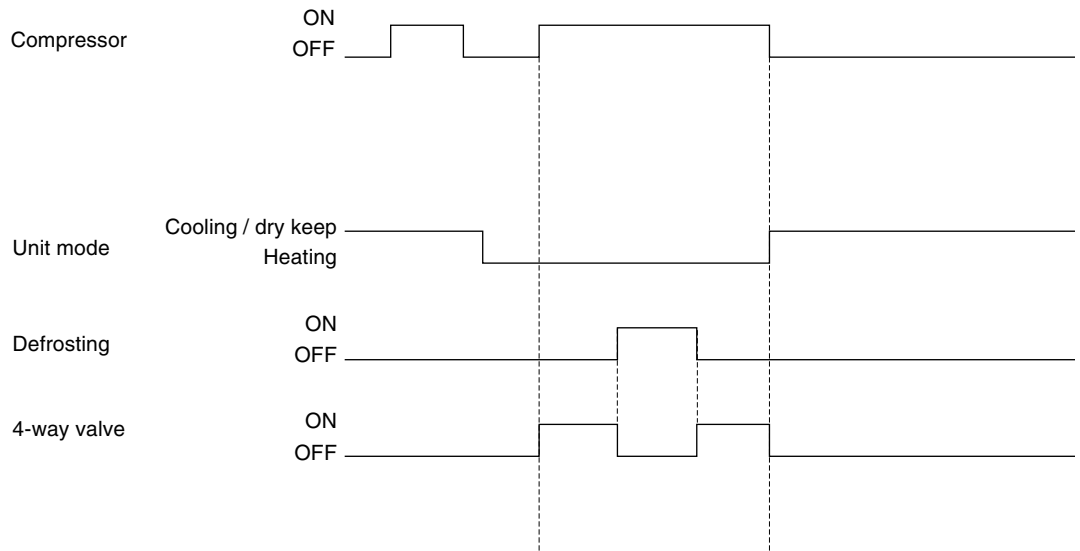 ON
Compressor
OFF
Cooling / dry keep
Unit mode
Heating
ON
Defrosting
OFF
ON
4-way valve
OFF